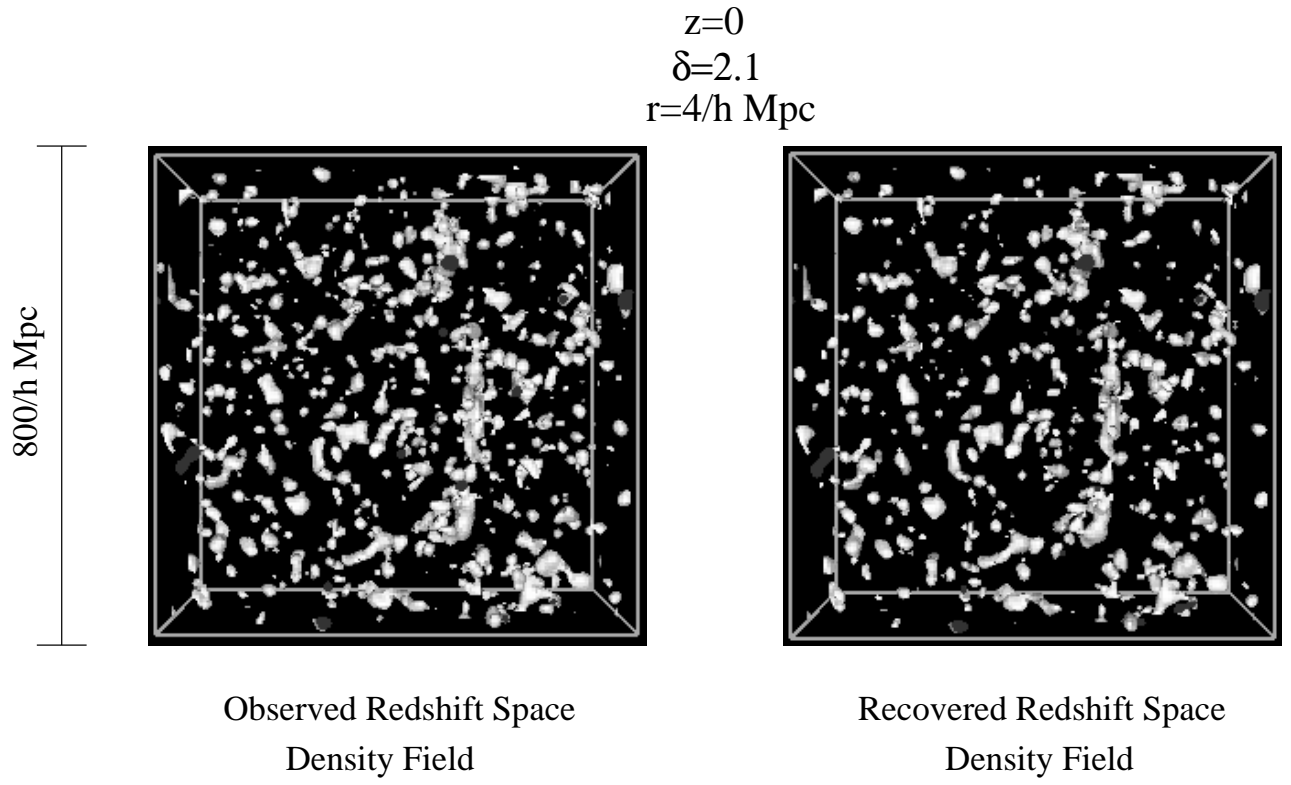 z=0
δ=2.1
r=4/h Mpc
800/h Mpc
Observed Redshift Space
Density Field
Recovered Redshift Space
Density Field